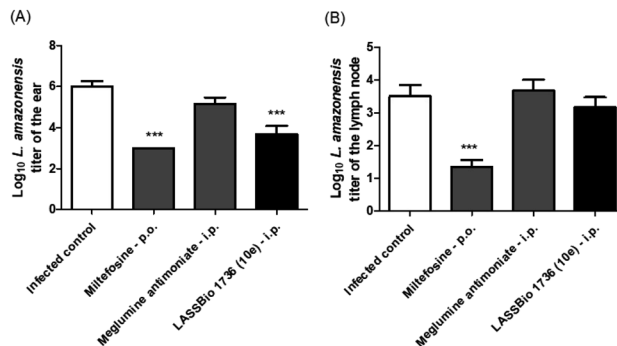 (A)
Log10 L. amazonensis
titer of the ear
8
6
4
2
0
***
***
Infected control
Miltefosine - p.o.
Meglumine antimoniate - i.p.
LASSBio 1736 (10e) - i.p.
(B)
Log10 L. amazonensis
titer of the lymph node
5
4
3
2
1
0
***
Infected control
Miltefosine - p.o.
Meglumine antimoniate - i.p.
LASSBio 1736 (10e) - i.p.